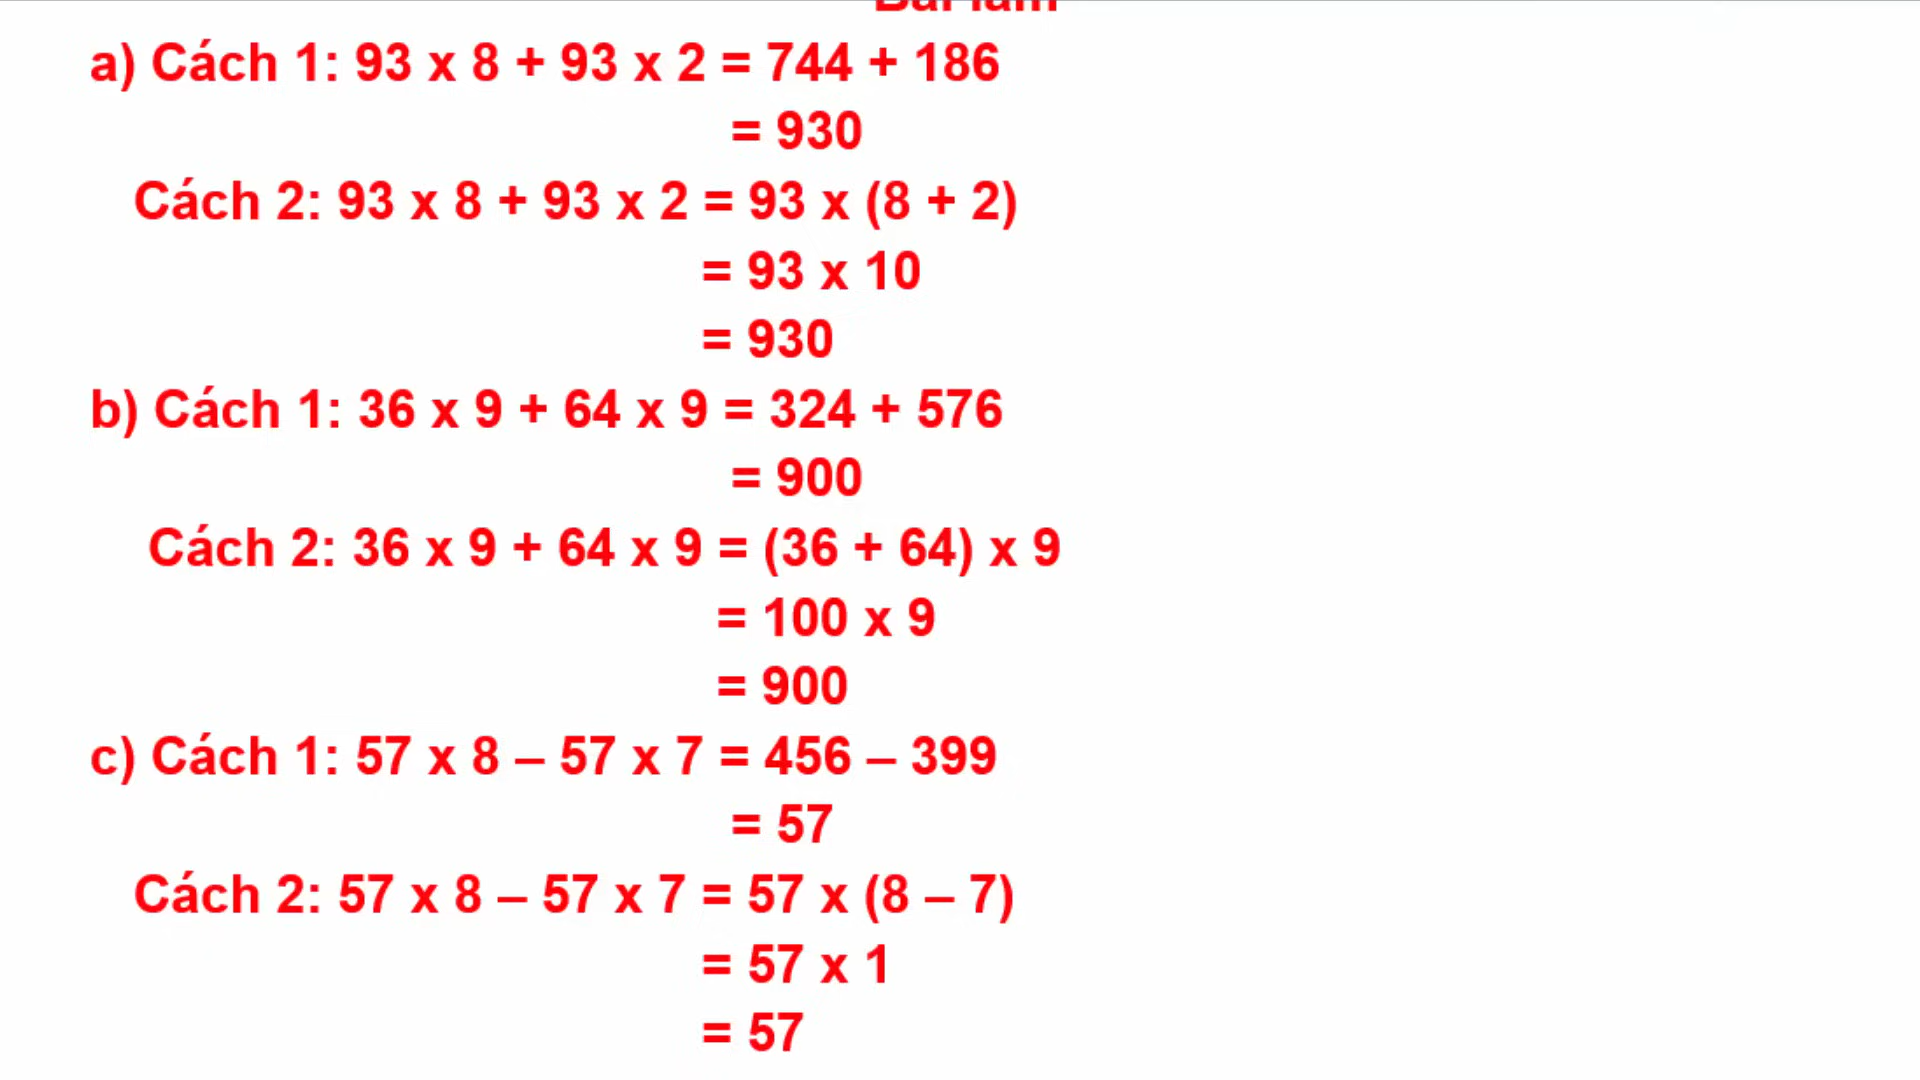 Bài làm
a) Cách 1: 93 x 8 + 93 x 2 = 744 + 186
= 930
Cách 2: 93 x 8 + 93 x 2 = 93 x (8 + 2)
= 93 x 10
= 930
b) Cách 1: 36 x 9 + 64 x 9 = 324 + 576
= 900
Cách 2: 36 x 9 + 64 x 9 = (36 + 64) x 9
= 100 x 9
= 900
c) Cách 1: 57 x 8 – 57 x 7 = 456 – 399
= 57
Cách 2: 57 x 8 – 57 x 7 = 57 x (8 – 7)
= 57 x 1
= 57